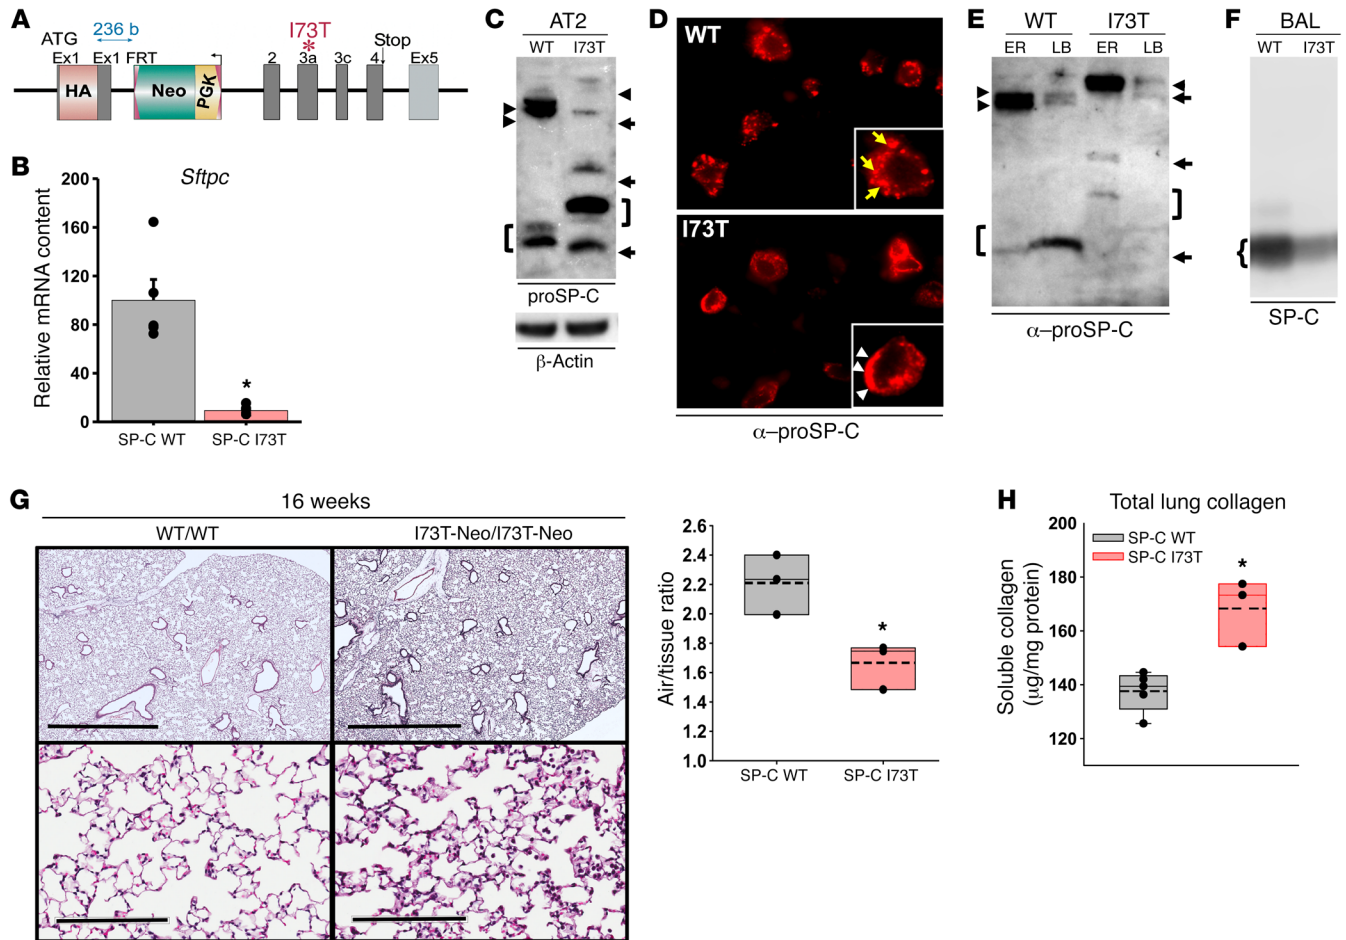 A
236 b
I73T
*
ATG
Stop
Ex1
Ex1
FRT
2
3a
3c
4
Ex5
HA
Neo
PGK
B
Sftpc
Relative mRNA content
200
160
120
80
40
0
*
SP-C WT
SP-C I73T
C
AT2
WT
I73T
proSP-C
β-Actin
D
WT
I73T
α–proSP-C
E
WT
I73T
ER
LB
ER
LB
α–proSP-C
F
BAL
WT
I73T
SP-C
G
16 weeks
WT/WT
I73T-Neo/I73T-Neo
Air/tissue ratio
2.6
2.4
2.2
2.0
1.8
1.6
1.4
1.2
1.0
*
SP-C WT
SP-C I73T
H
Total lung collagen
Soluble collagen
(μg/mg protein)
200
180
160
140
120
SP-C WT
SP-C I73T
*